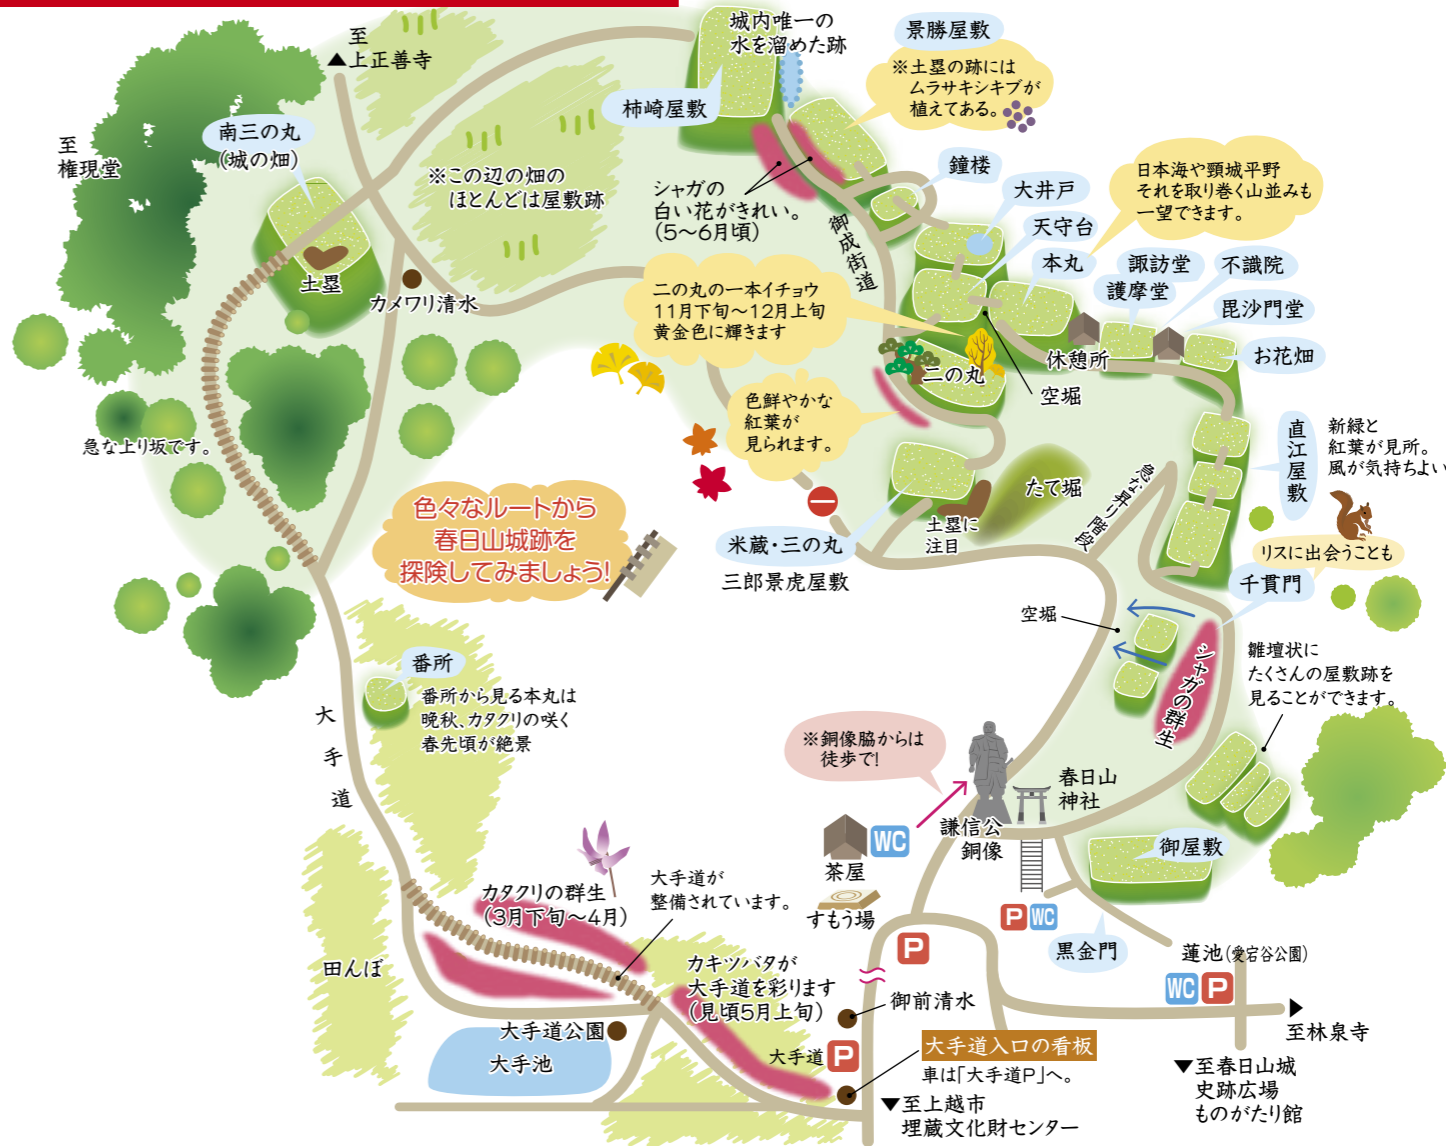 至
▲上正善寺
城内唯一の
水を溜めた跡
景勝屋敷
※土塁の跡には
ムラサキシキブが
植えてある。
柿崎屋敷
至
権現堂
南三の丸
(城の畑)
※この辺の畑の
ほとんどは屋敷跡
シャガの
白い花がきれい。
(5〜6月頃)
鐘楼
大井戸
天守台
本丸
日本海や頸城平野
それを取り巻く山並みも
一望できます。
御成街道
諏訪堂
護摩堂
不識院
毘沙門堂
お花畑
土塁
カメワリ清水
二の丸の一本イチョウ
11月下旬〜12月上旬
黄金色に輝きます
二の丸
休憩所
空堀
色鮮やかな
紅葉が
見られます。
急な上り坂です。
直江屋敷
新緑と
紅葉が見所。
風が気持ちよい
リスに出会うことも
色々なルートから
春日山城跡を
探険してみましょう!
米蔵・三の丸
三郎景虎屋敷
土塁に
注目
たて堀
急な昇り階段
千貫門
空堀
シャガの群生
雛壇状に
たくさんの屋敷跡を
見ることができます。
番所
番所から見る本丸は
晩秋、カタクリの咲く
春先頃が絶景
大手道
※銅像脇からは
徒歩で!
謙信公
銅像
春日山
神社
茶屋
WC
すもう場
御屋敷
P
WC
黒金門
カタクリの群生
(3月下旬〜4月)
大手道が
整備されています。
田んぼ
カキツバタが
大手道を彩ります
(見頃5月上旬)
P
蓮池(愛宕谷公園)
WC
P
▶
至林泉寺
御前清水
大手道公園
大手池
大手道
P
大手道入口の看板
車は「大手道P」へ。
▼至上越市
埋蔵文化財センター
▼至春日山城
史跡広場
ものがたり館